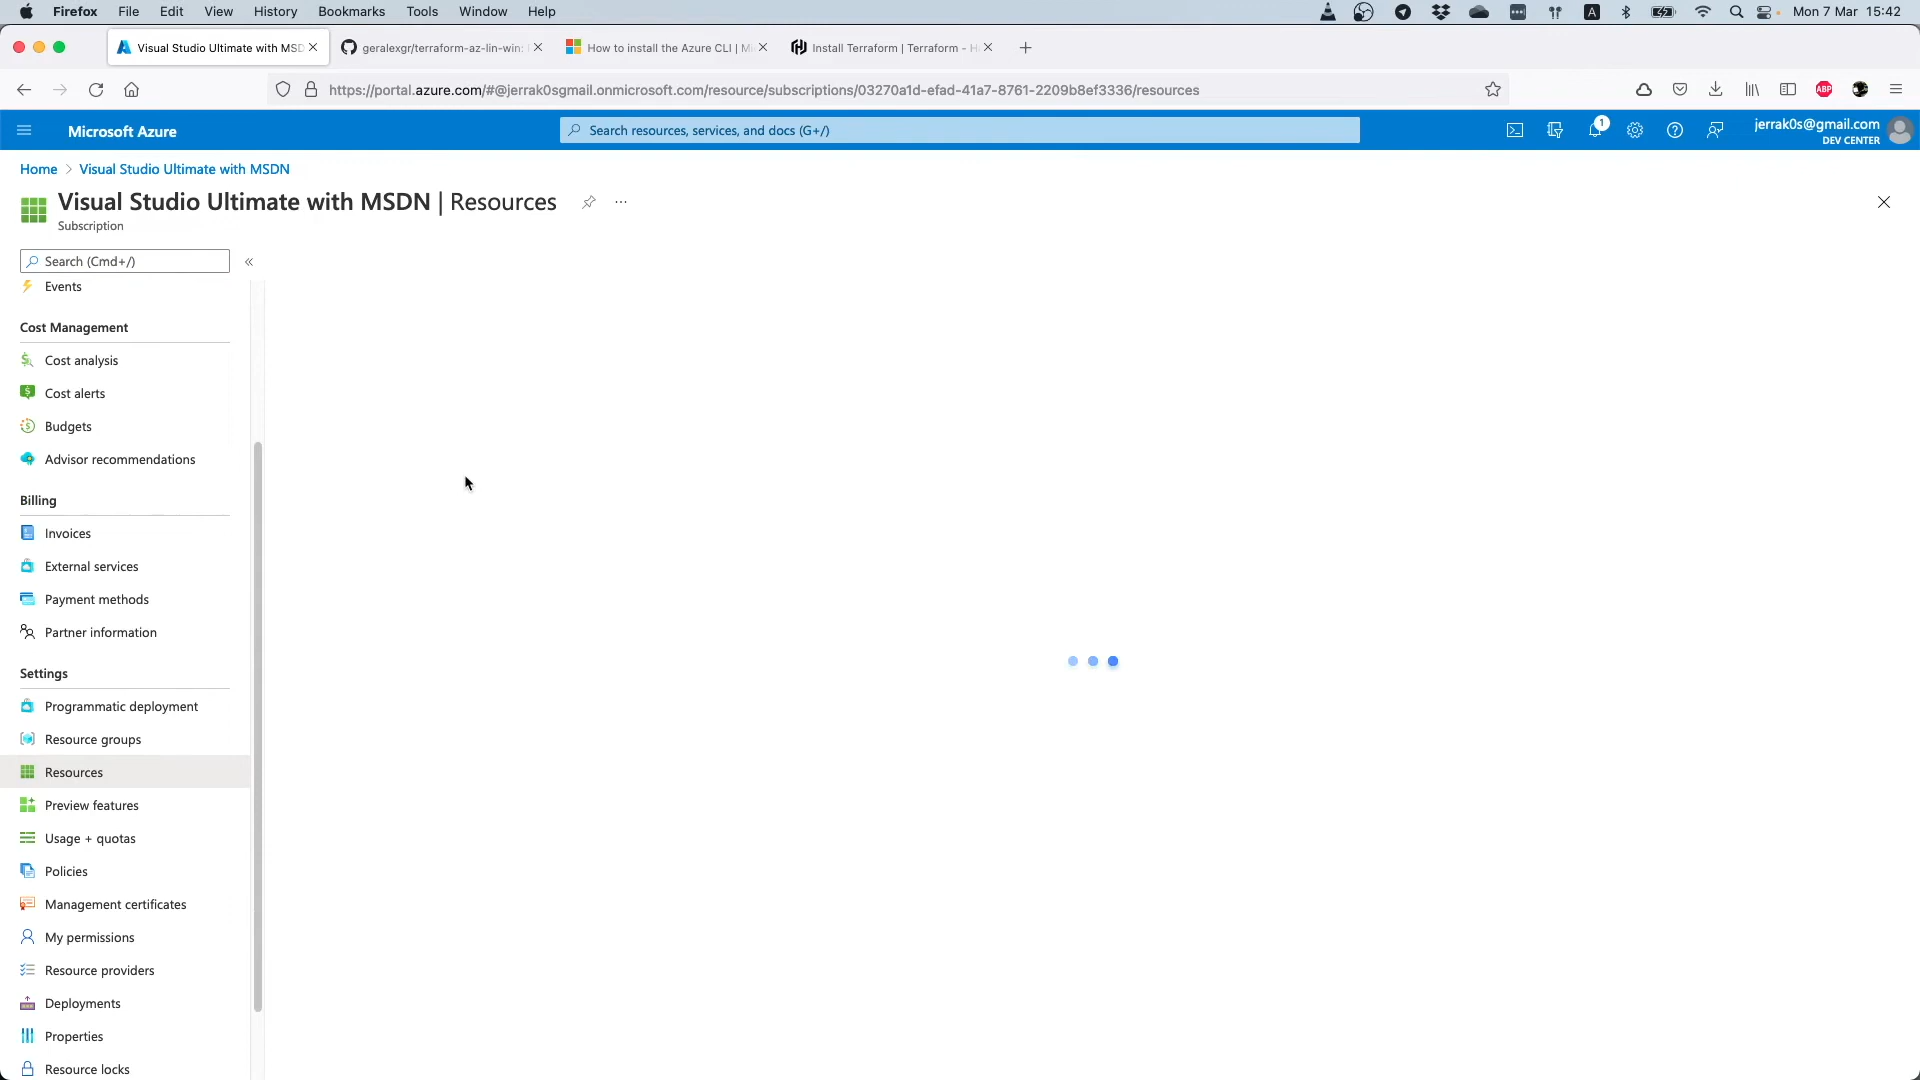 Firefox File Edit View History Bookmarks Tools Window Help A Mon 7 Mar 15:42
Visual Studio Ultimate with MSD geralexgr/terraform-az-lin-win: How to install the Azure CLI | Mi Install Terraform | Terraform - H
https://portal.azure.com/#@jerrak0sgmail.onmicrosoft.com/resource/subscriptions/03270a1d-efad-41a7-8761-2209b8ef3336/resources ABP
Microsoft Azure Search resources, services, and docs (G+/) 1 jerrak0s@gmail.com
DEV CENTER
Home > Visual Studio Ultimate with MSDN
Visual Studio Ultimate with MSDN | Resources ...
Subscription
Search (Cmd+/) «
Events
Cost Management
Cost analysis
Cost alerts
Budgets
Advisor recommendations
Billing
Invoices
External services
Payment methods
Partner information
Settings
Programmatic deployment
Resource groups
Resources
Preview features
Usage + quotas
Policies
Management certificates
My permissions
Resource providers
Deployments
Properties
Resource locks